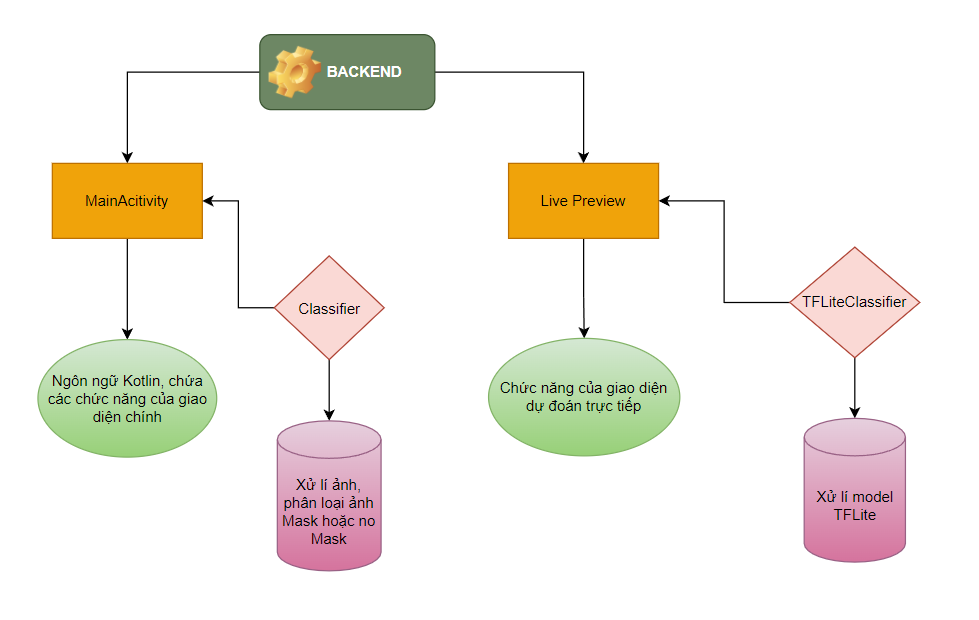 BACKEND
MainAcitivity
Live Preview
Classifier
TFLiteClassifier
Ngôn ngữ Kotlin, chứa
các chức năng của giao
diện chính
Chức năng của giao diện
dự đoán trực tiếp
Xử lí ảnh,
phân loại ảnh
Mask hoặc no
Mask
Xử lí model
TFLite